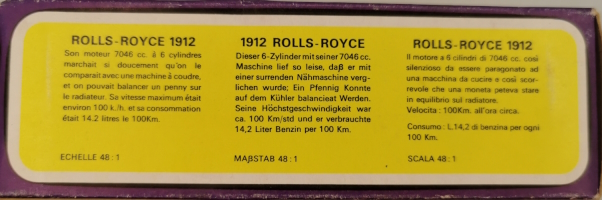 ROLLS-ROYCE 1912
Son moteur 7046 cc. á 6 cylindres
marchait si doucement qu'on le
comparait avec une machine à coudre,
et on pouvait balancer un penny sur
le radiateur. Sa vitesse maximum était
environ 100 k.lh. et sa consommation
était 14.2 litres le 100Km.
ECHELLE 48:1
1912 ROLLS-ROYCE
Dieser 6-Zylinder mit seiner 7046 cc.
Maschine lief so leise, daß er mit
einer surrenden Nähmaschine verg-
lichen wurde; Ein Pfennig Konnte
auf dem Kühler balancieat Werden.
Seine Höchstgeschwindigkeit war
ca. 100 Km/std und er verbrauchte
14,2 Liter Benzin per 100 Km.
MAßSTAB 48:1
ROLLS-ROYCE 1912
Il motore a 6 cilindri di 7046 cc. cosí
silenzioso da essere paragonato ad
una macchina da cucire e cosi scor-
revole che una moneta peteva stare
in equilibrio sul radiatore.
Velocita : 100Km. all'ora circa.
Consumo : L,14,2 di benzina per ogni
100 Km.
SCALA 48:1